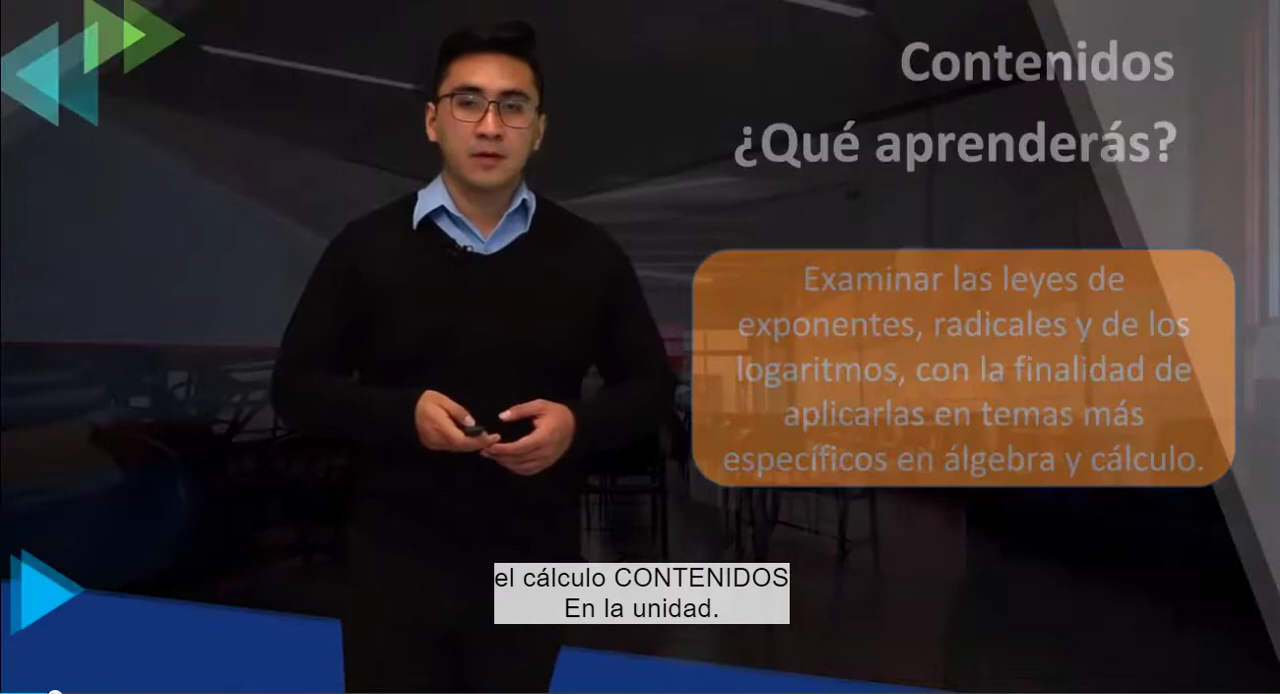 Contenidos
¿Qué aprenderás?
Examinar las leyes de
exponentes, radicales y de los
logaritmos, con la finalidad de
aplicarlas en temas más
específicos en álgebra y cálculo.
el cálculo CONTENIDOS
En la unidad.